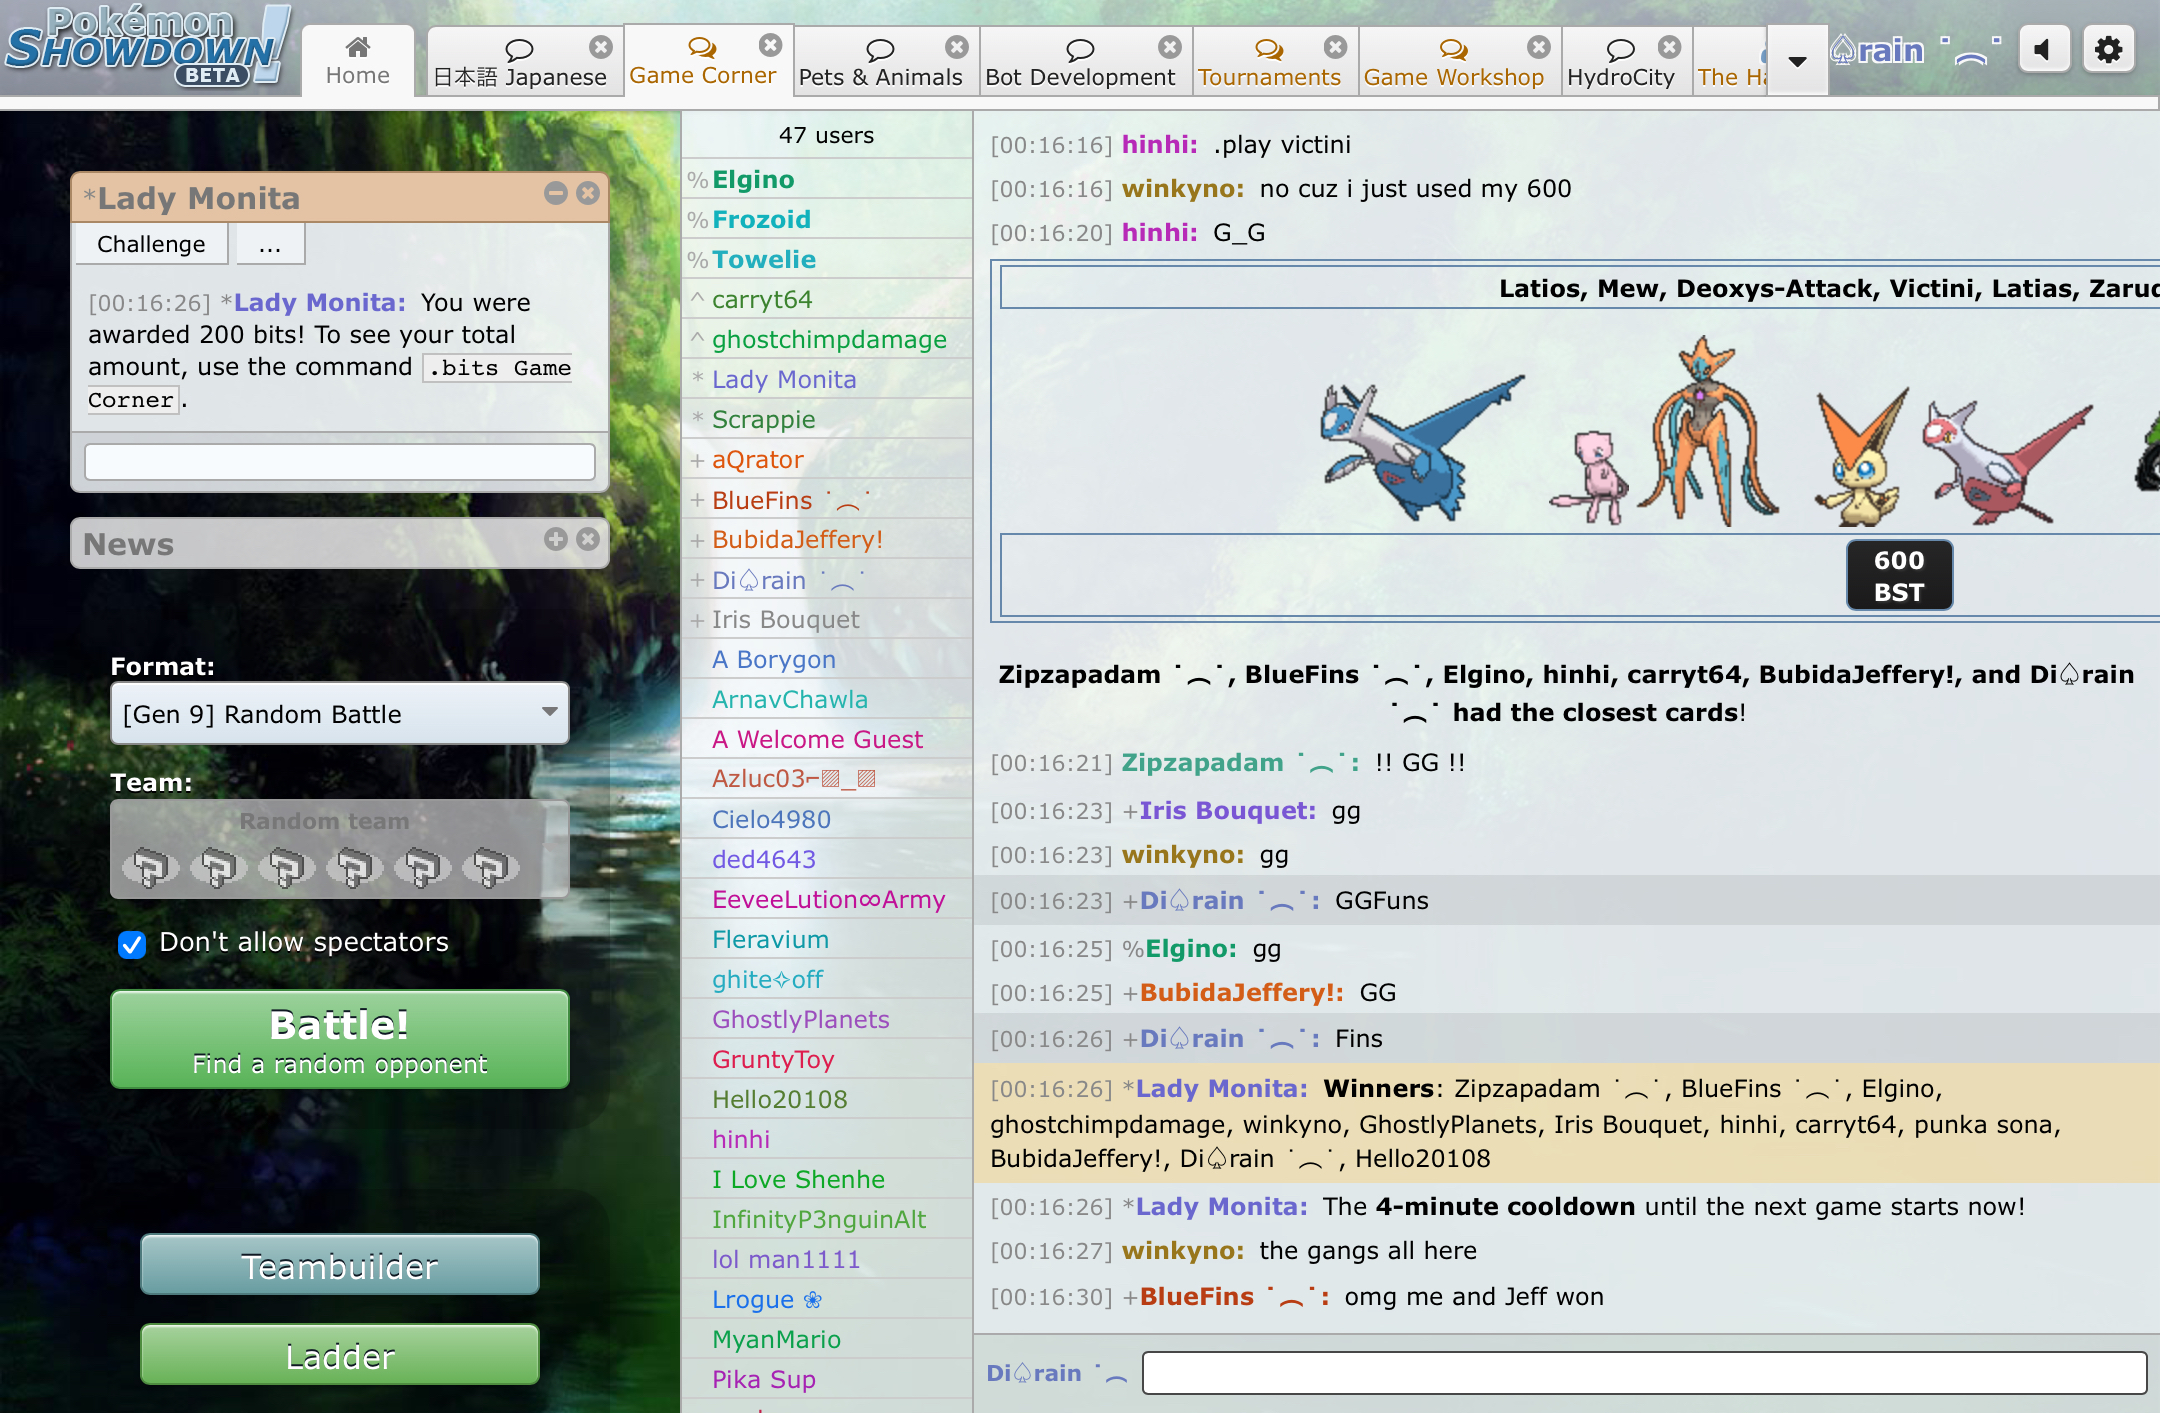 Pokémon
SHOWDOWN!
BETA
Home
日本語 Japanese
Game Corner
Pets & Animals
Bot Development
Tournaments
Game Workshop
HydroCity
The Ha
♤rain ˙︵˙
*Lady Monita
Challenge
...
[00:16:26] *Lady Monita: You were
awarded 200 bits! To see your total
amount, use the command .bits Game
Corner.
News
Format:
[Gen 9] Random Battle
Team:
Random team
Don't allow spectators
Battle!
Find a random opponent
Teambuilder
Ladder
47 users
%Elgino
%Frozoid
%Towelie
^carryt64
^ghostchimpdamage
*Lady Monita
*Scrappie
+aQrator
+BlueFins ˙︵˙
+BubidaJeffery!
+Di♤rain ˙︵˙
+Iris Bouquet
A Borygon
ArnavChawla
A Welcome Guest
Azluc03⌐▨_▨
Cielo4980
ded4643
EeveeLution∞Army
Fleravium
ghite✧off
GhostlyPlanets
GruntyToy
Hello20108
hinhi
I Love Shenhe
InfinityP3nguinAlt
lol man1111
Lrogue ❀
MyanMario
Pika Sup
[00:16:16] hinhi: .play victini
[00:16:16] winkyno: no cuz i just used my 600
[00:16:20] hinhi: G_G
Latios, Mew, Deoxys-Attack, Victini, Latias, Zaruc
600
BST
Zipzapadam ˙︵˙, BlueFins ˙︵˙, Elgino, hinhi, carryt64, BubidaJeffery!, and Di♤rain
˙︵˙ had the closest cards!
[00:16:21] Zipzapadam ˙︵˙: !! GG !!
[00:16:23] +Iris Bouquet: gg
[00:16:23] winkyno: gg
[00:16:23] +Di♤rain ˙︵˙: GGFuns
[00:16:25] %Elgino: gg
[00:16:25] +BubidaJeffery!: GG
[00:16:26] +Di♤rain ˙︵˙: Fins
[00:16:26] *Lady Monita: Winners: Zipzapadam ˙︵˙, BlueFins ˙︵˙, Elgino,
ghostchimpdamage, winkyno, GhostlyPlanets, Iris Bouquet, hinhi, carryt64, punka sona,
BubidaJeffery!, Di♤rain ˙︵˙, Hello20108
[00:16:26] *Lady Monita: The 4-minute cooldown until the next game starts now!
[00:16:27] winkyno: the gangs all here
[00:16:30] +BlueFins ˙︵˙: omg me and Jeff won
Di♤rain ˙︵